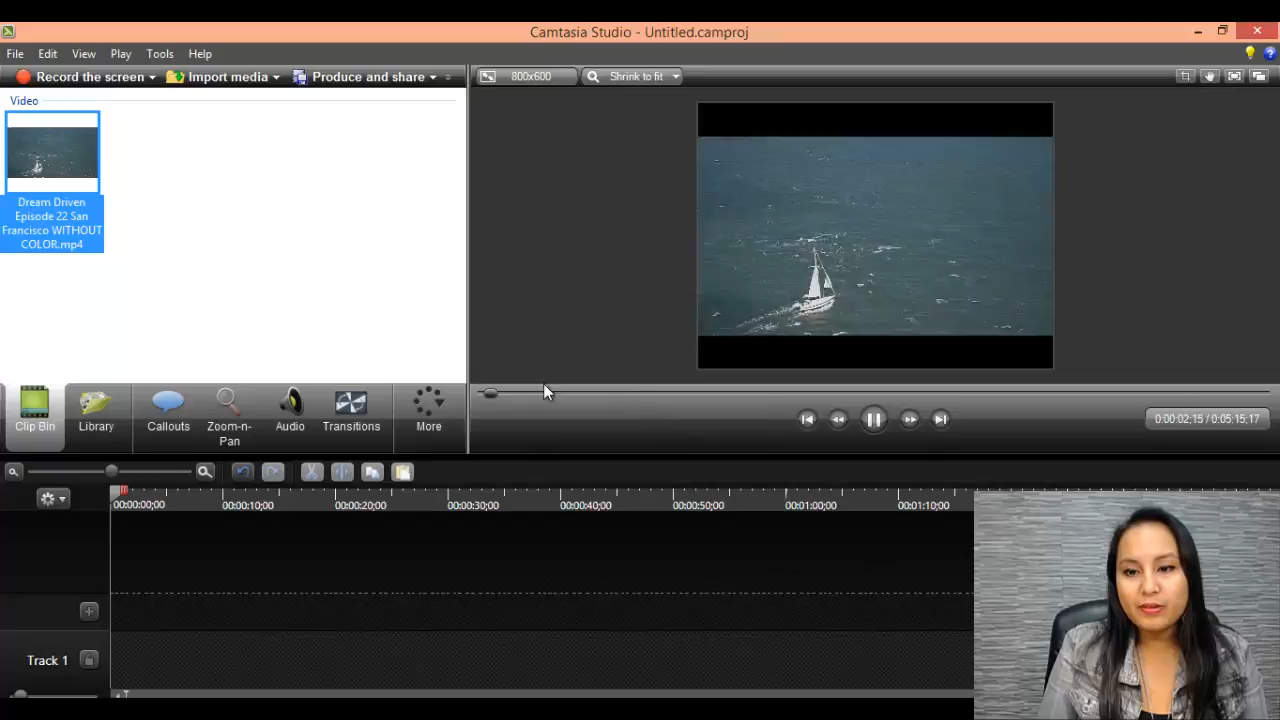 Camtasia Studio - Untitled.camproj
File Edit View Play Tools Help
Record the screen Import media Produce and share
800x600 Shrink to fit
Video
Dream Driven
Episode 22 San
Francisco WITHOUT
COLOR.mp4
Clip Bin Library Callouts Zoom-n-
Pan Audio Transitions More
0:00:02;15 / 0:05:15;17
00:00:00;00 00:00:10;00 00:00:20;00 00:00:30;00 00:00:40;00 00:00:50;00 00:01:00;00 00:01:10;00
Track 1